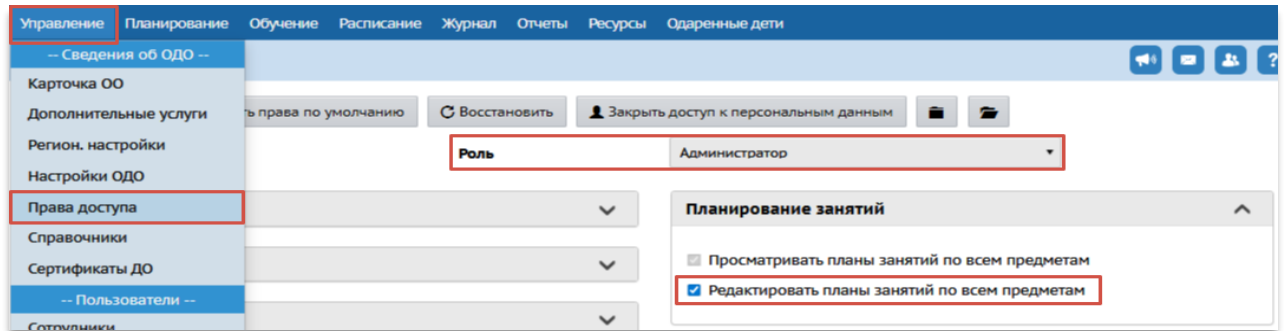 Управление Планирование Обучение Расписание Журнал Отчеты Ресурсы Одаренные дети
-- Сведения об ОДО --
Карточка ОО
Дополнительные услуги
ь права по умолчанию Восстановить Закрыть доступ к персональным данным
Регион. настройки
Роль Администратор
Настройки ОДО
Права доступа
Планирование занятий
Справочники
Сертификаты ДО
Просматривать планы занятий по всем предметам
-- Пользователи --
Редактировать планы занятий по всем предметам
Сотрудники